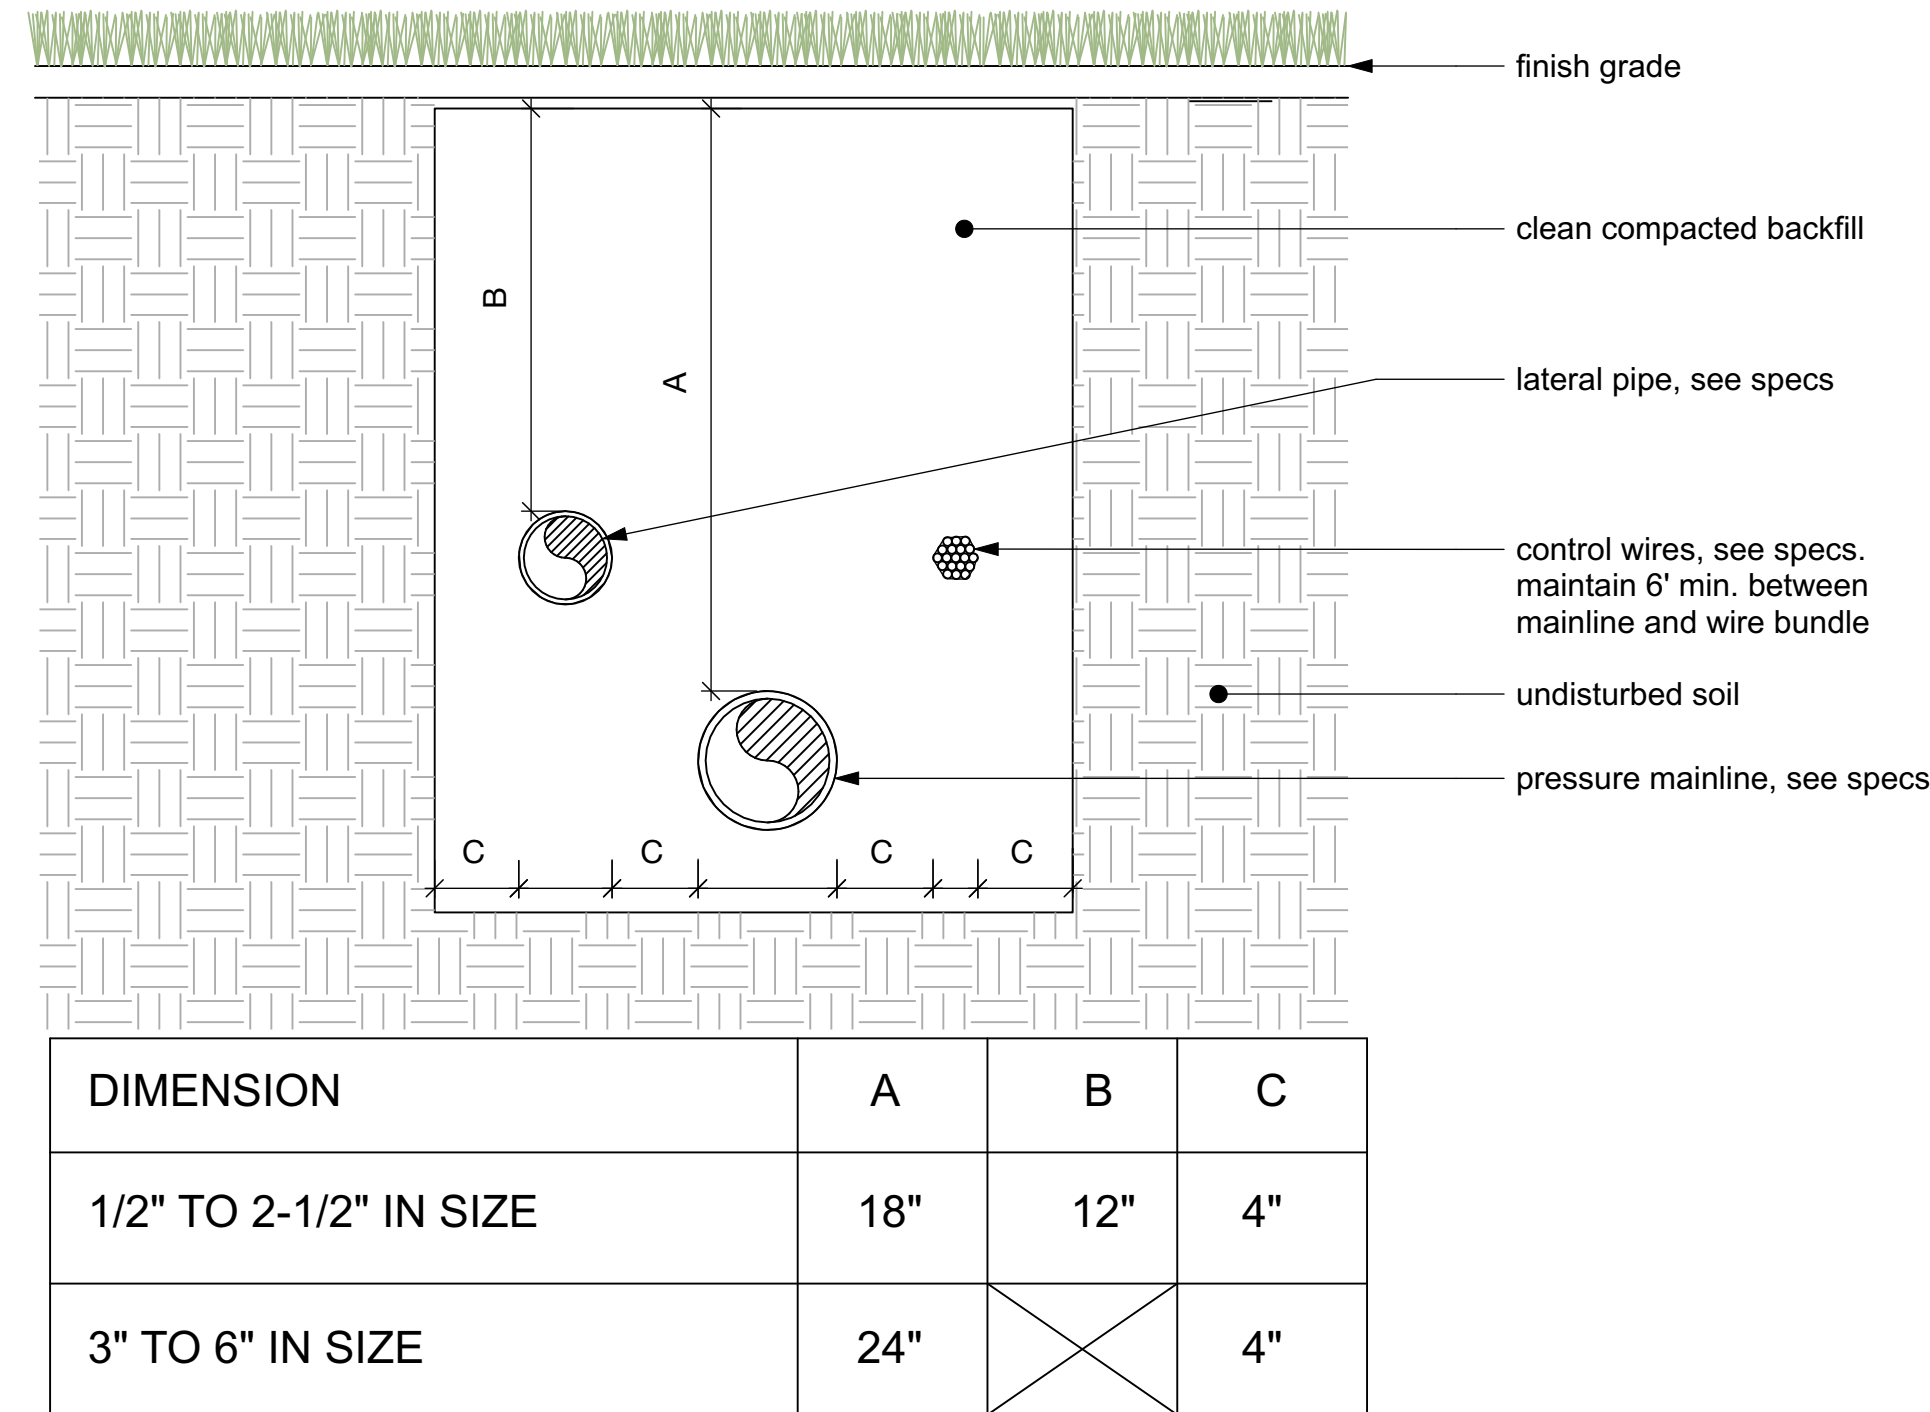 finish grade
clean compacted backfill
B
A
lateral pipe, see specs
control wires, see specs.
maintain 6' min. between
mainline and wire bundle
undisturbed soil
pressure mainline, see specs
C C C C
DIMENSION A B C
1/2" TO 2-1/2" IN SIZE 18" 12" 4"
3" TO 6" IN SIZE 24" 4"